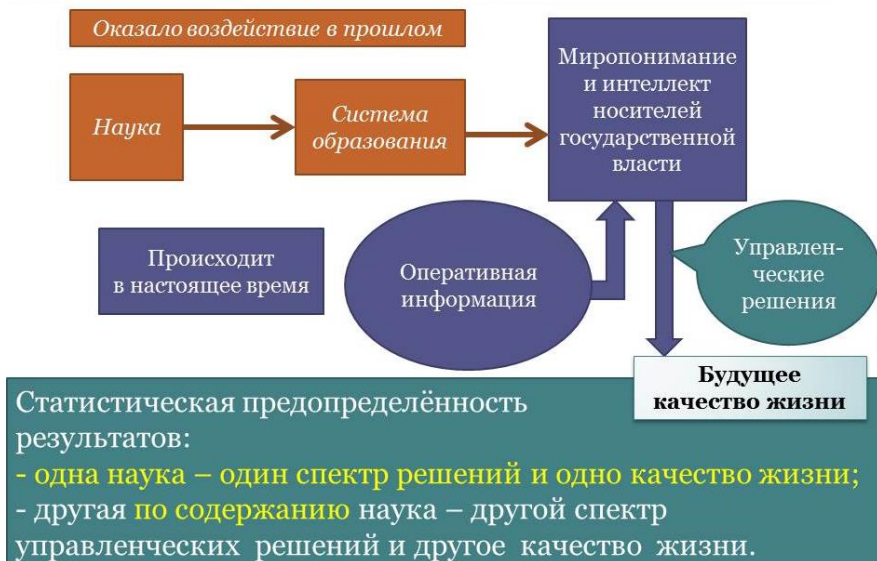 Оказало воздействие в прошлом
Миропонимание
и интеллект
носителей
государственной
власти
Наука
Система
образования
Происходит
в настоящее время
Оперативная
информация
Управлен-
ческие
решения
Будущее
качество жизни
Статистическая предопределённость
результатов:
- одна наука – один спектр решений и одно качество жизни;
- другая по содержанию наука – другой спектр
управленческих решений и другое качество жизни.